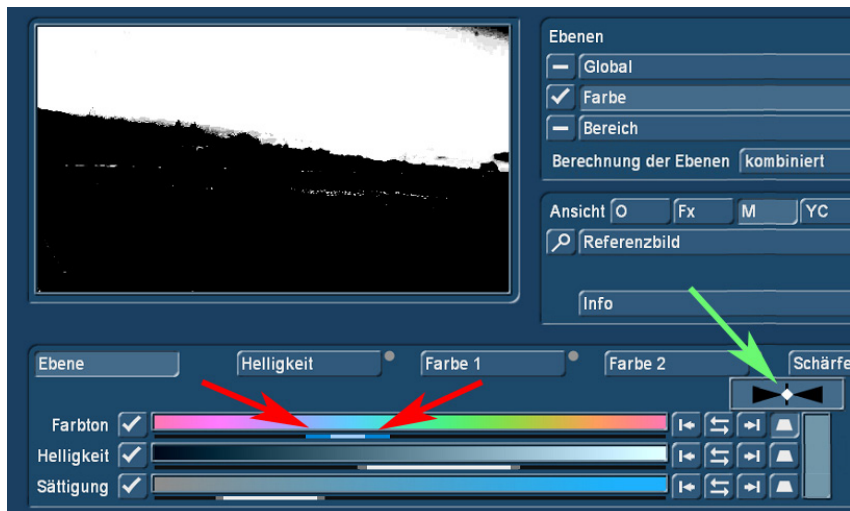 Ebenen
Global
Farbe
Bereich
Berechnung der Ebenen kombiniert
Ansicht O Fx M YC
Referenzbild
Info
Ebene Helligkeit Farbe 1 Farbe 2 Schärfe
Farbton
Helligkeit
Sättigung